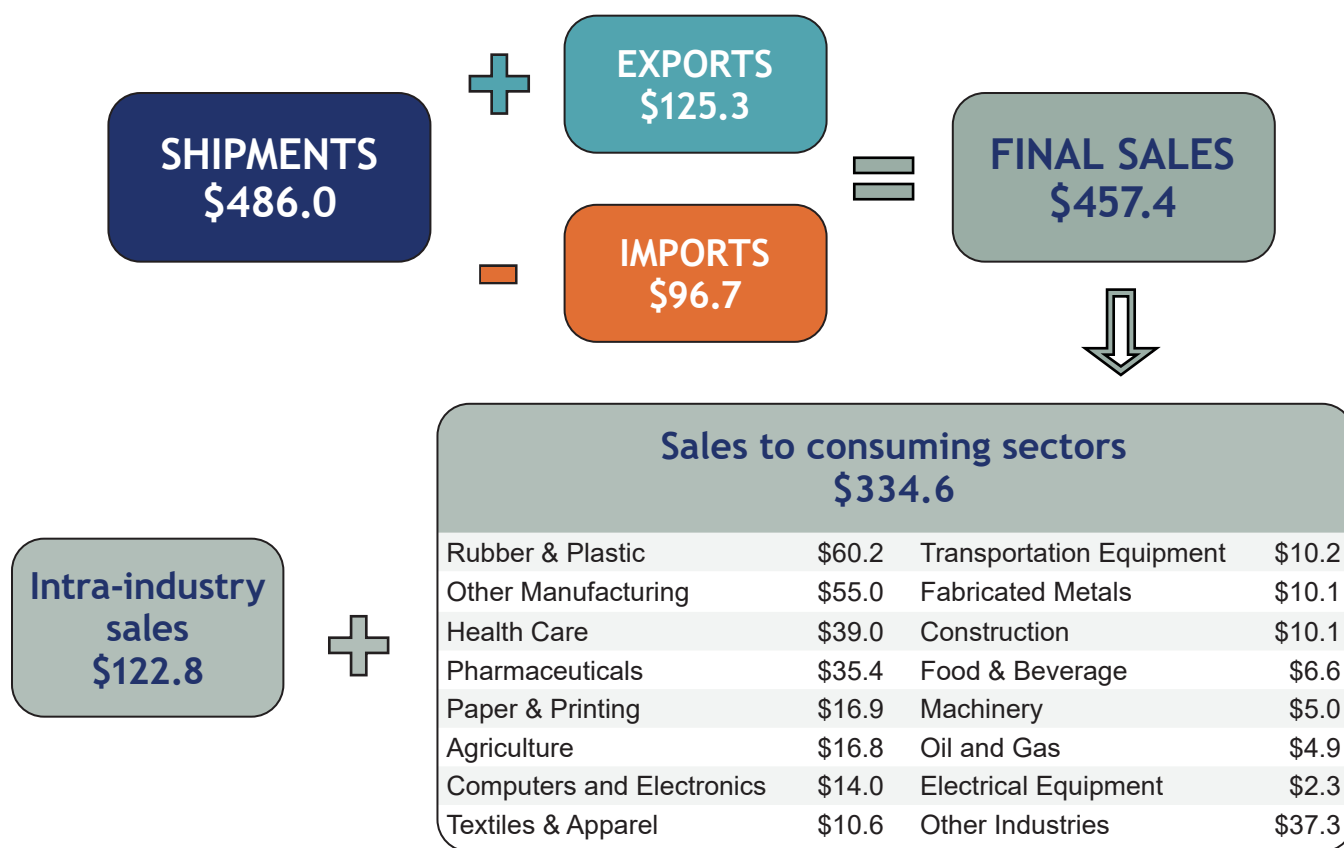 SHIPMENTS
$486.0
EXPORTS
$125.3
IMPORTS
$96.7
FINAL SALES
$457.4
Intra-industry
sales
$122.8
Sales to consuming sectors
$334.6
Rubber & Plastic $60.2 Transportation Equipment $10.2
Other Manufacturing $55.0 Fabricated Metals $10.1
Health Care $39.0 Construction $10.1
Pharmaceuticals $35.4 Food & Beverage $6.6
Paper & Printing $16.9 Machinery $5.0
Agriculture $16.8 Oil and Gas $4.9
Computers and Electronics $14.0 Electrical Equipment $2.3
Textiles & Apparel $10.6 Other Industries $37.3